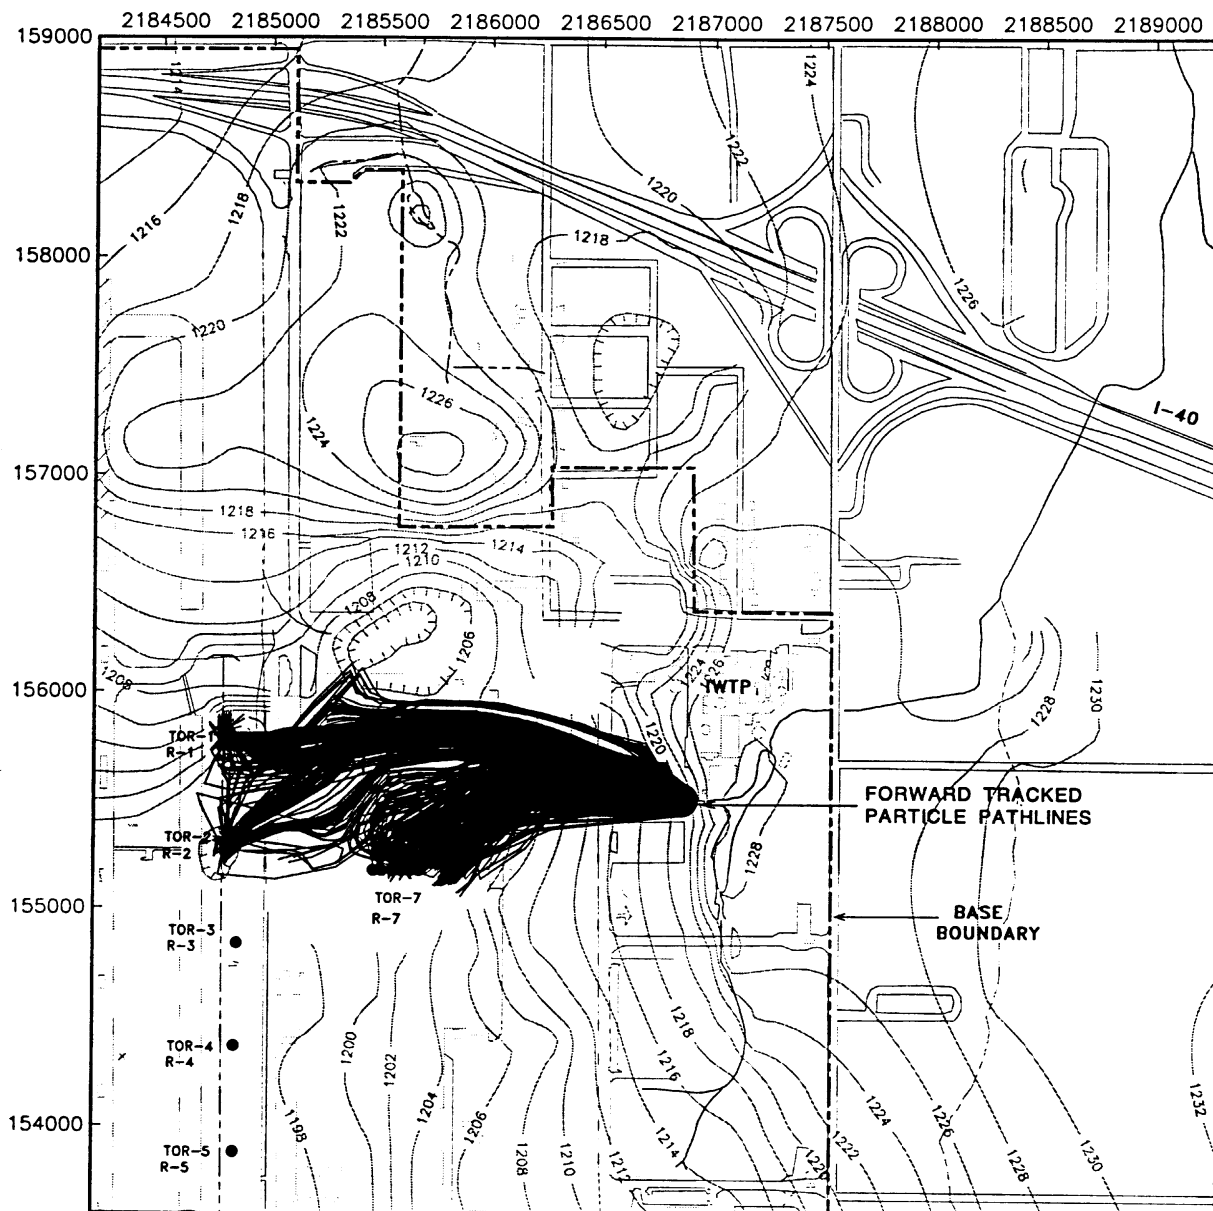 2184500 2185000 2185500 2186000 2186500 2187000 2187500 2188000 2188500 2189000
159000
1214
1224
1222
1220
1218
1216
1222
1218
158000
1226
1220
1226
1224
I-40
157000
1218
1216
1212
1214
1210
1208
1206
1208
1224
1226
IWTP
1228
1230
156000
1220
TOR-1
R-1
FORWARD TRACKED
PARTICLE PATHLINES
TOR-2
R-2
1228
TOR-7
R-7
155000
BASE
BOUNDARY
TOR-3
R-3
1218
TOR-4
R-4
1200
1202
1216
1204
1206
1198
1224
1226
1232
154000
1214
1222
1230
TOR-5
R-5
1208
1210
1212
1220
1228